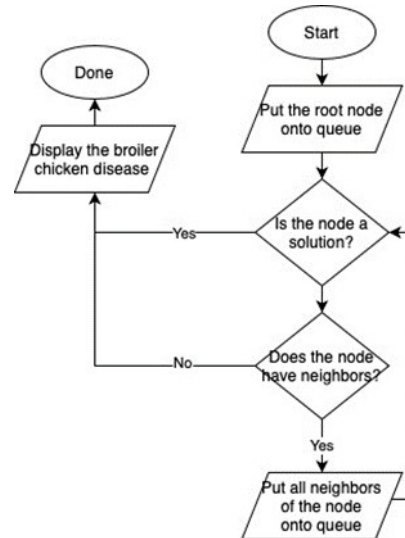 Start
Done
Put the root node
onto queue
Display the broiler
chicken disease
Is the node a
solution?
Yes
Does the node
have neighbors?
No
Yes
Put all neighbors
of the node
onto queue